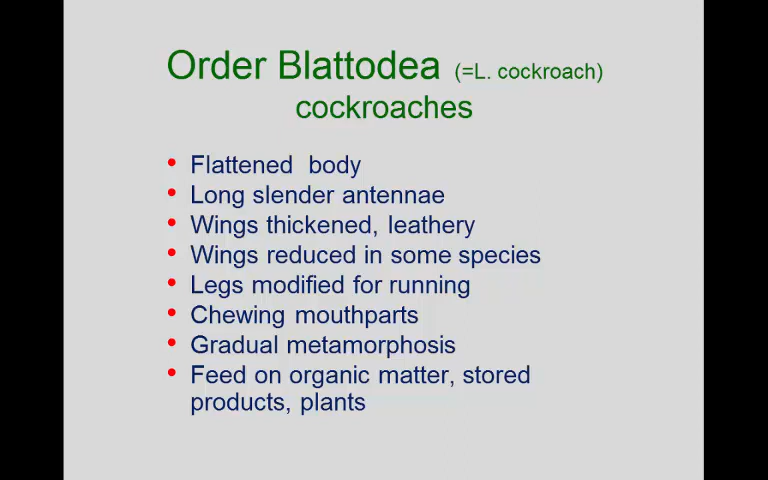 Order Blattodea (=L. cockroach)
cockroaches
• Flattened body
• Long slender antennae
• Wings thickened, leathery
• Wings reduced in some species
• Legs modified for running
• Chewing mouthparts
• Gradual metamorphosis
• Feed on organic matter, stored
products, plants